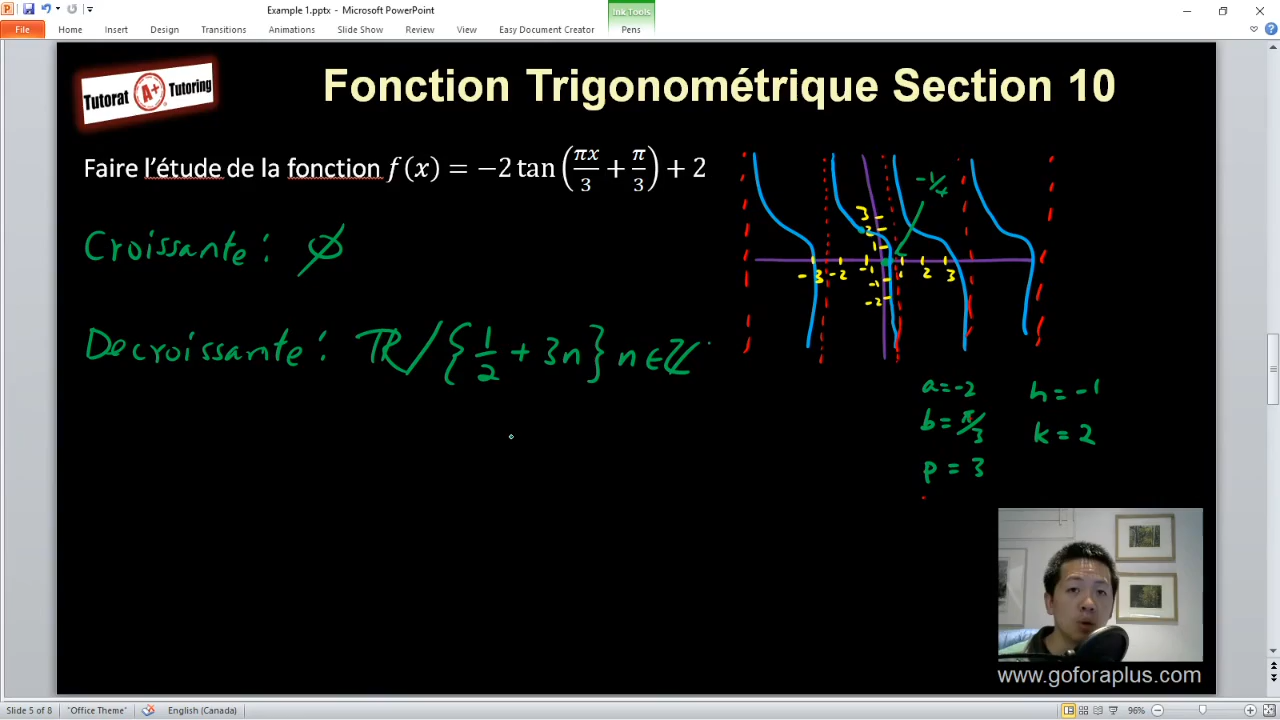 Example 1.pptx - Microsoft PowerPoint
Ink Tools
File Home Insert Design Transitions Animations Slide Show Review View Easy Document Creator Pens
Tutorat A+ Tutoring
Fonction Trigonométrique Section 10
Faire l'étude de la fonction f(x) = −2 tan (πx/3 + π/3) + 2
Croissante : ∅
Decroissante : ℝ/{1/2 + 3n} n∈ℤ
-1/4
3
2
1
-3 -2 -1 1 2 3
-1
-2
a=-2 h=-1
b=π/3 k=2
p=3
www.goforaplus.com
Slide 5 of 8 "Office Theme" English (Canada) 96%